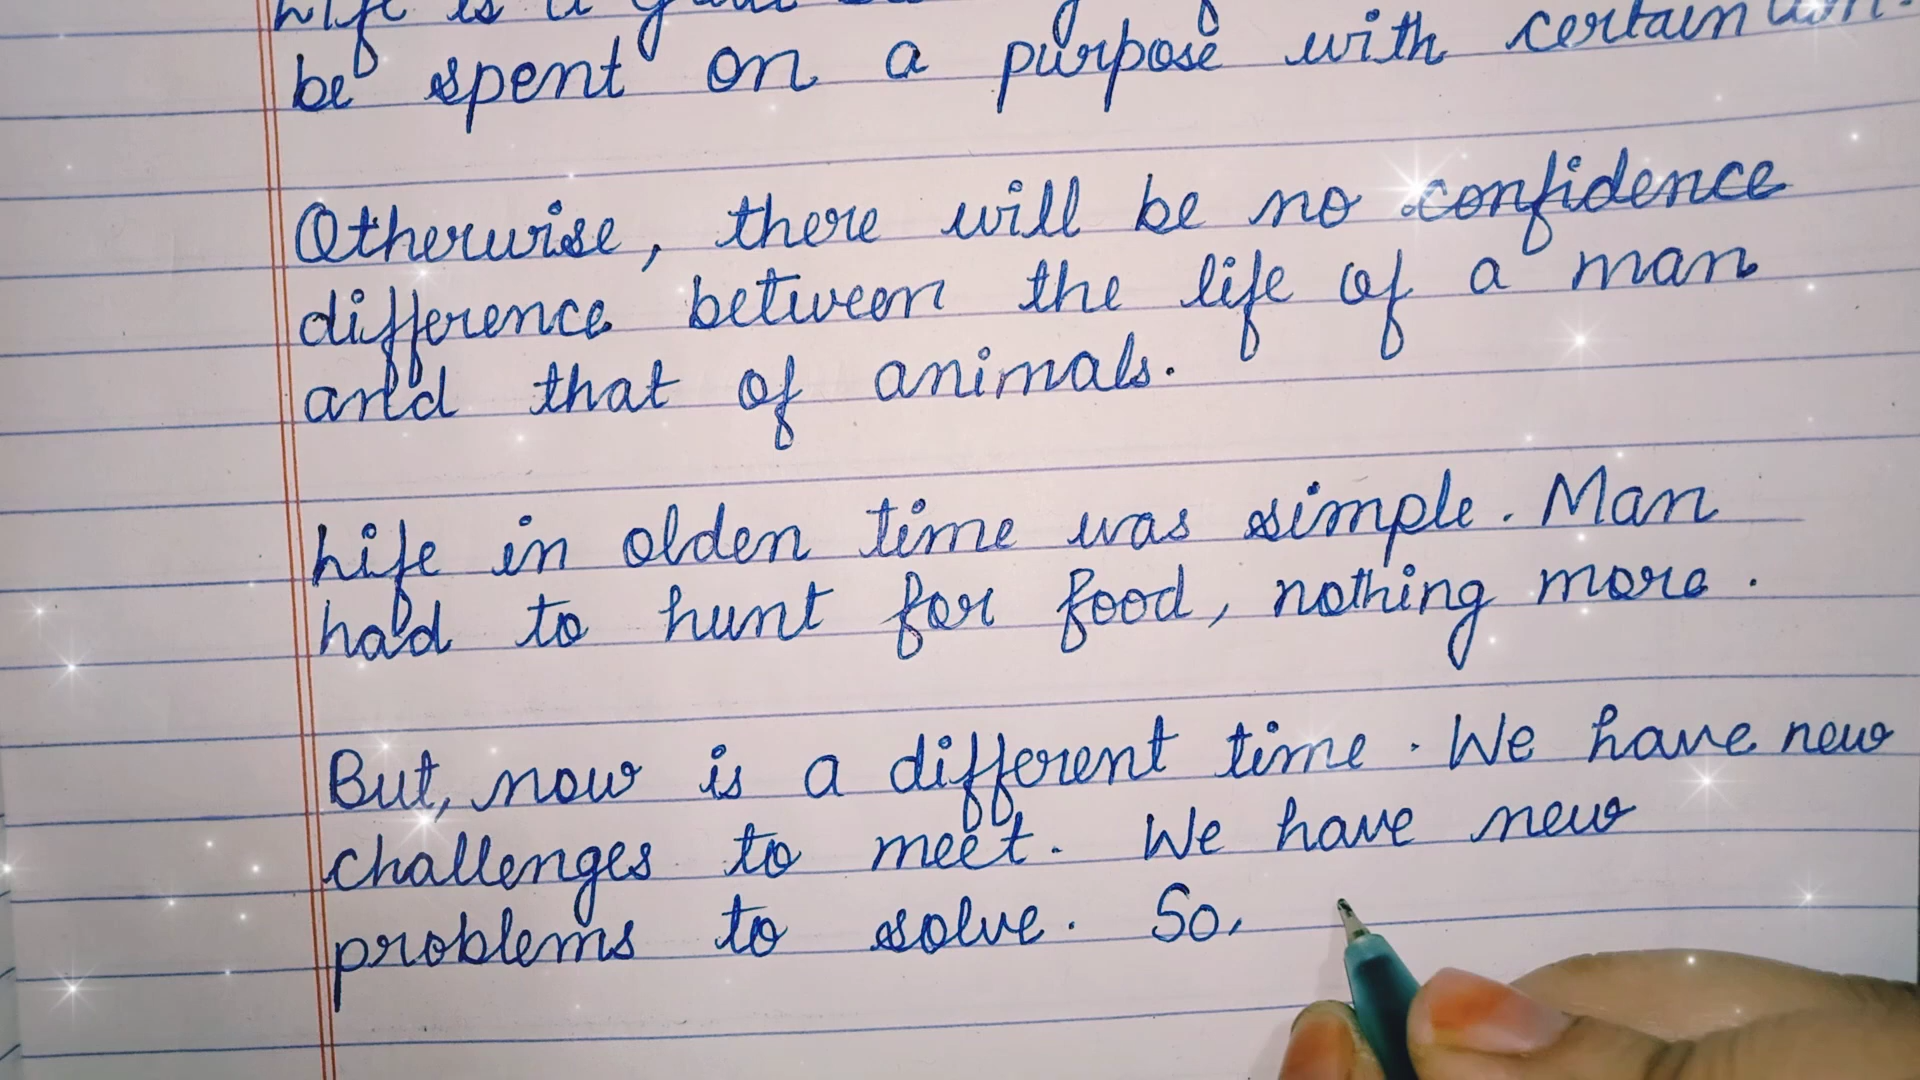 Life is a
be spent on a purpose with certain
Otherwise, there will be no confidence
difference between the life of a man
and that of animals.
Life in olden time was simple. Man
had to hunt for food, nothing more.
But, now is a different time. We have new
challenges to meet. We have new
problems to solve. So,